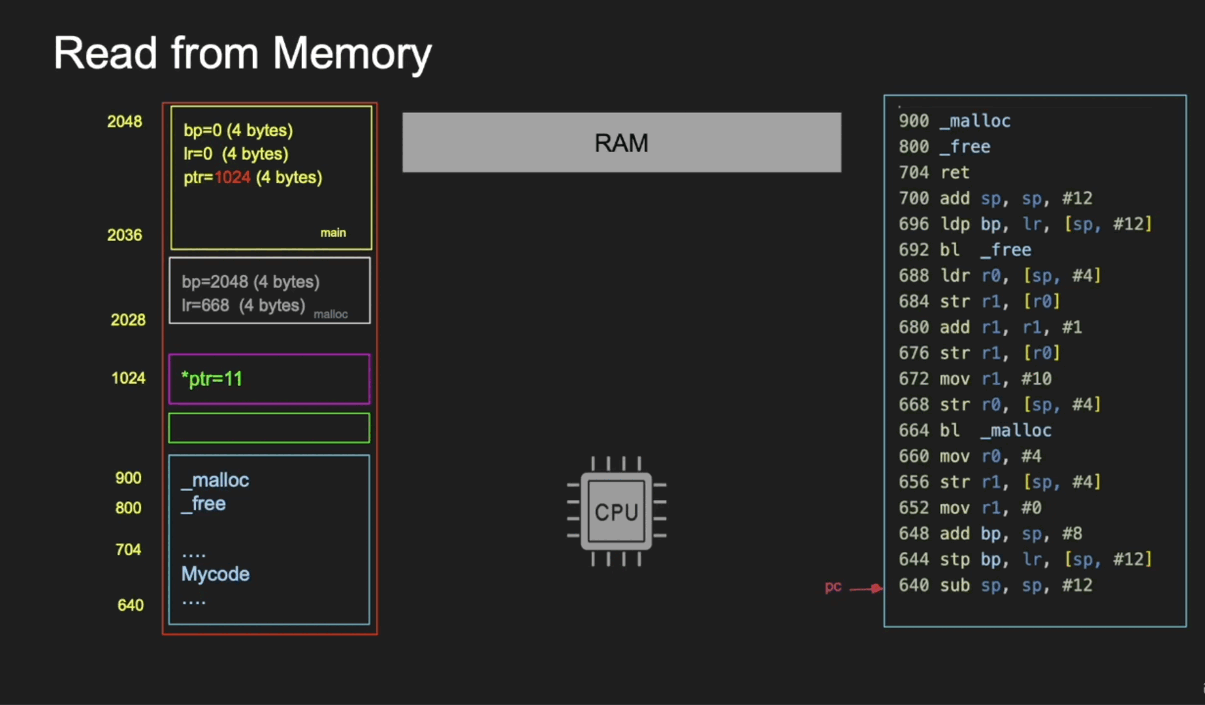 Read from Memory
2048
bp=0 (4 bytes)
lr=0 (4 bytes)
ptr=1024 (4 bytes)
main
2036
bp=2048 (4 bytes)
lr=668 (4 bytes)
malloc
2028
1024
*ptr=11
900
_malloc
800
_free
704
....
Mycode
640
....
RAM
CPU
pc
900 _malloc
800 _free
704 ret
700 add sp, sp, #12
696 ldp bp, lr, [sp, #12]
692 bl _free
688 ldr r0, [sp, #4]
684 str r1, [r0]
680 add r1, r1, #1
676 str r1, [r0]
672 mov r1, #10
668 str r0, [sp, #4]
664 bl _malloc
660 mov r0, #4
656 str r1, [sp, #4]
652 mov r1, #0
648 add bp, sp, #8
644 stp bp, lr, [sp, #12]
640 sub sp, sp, #12